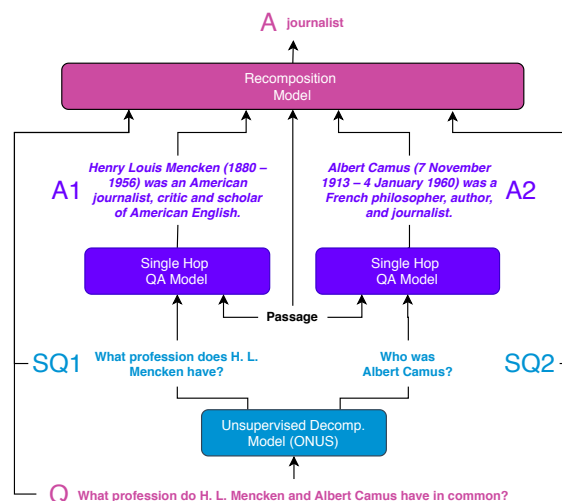 A journalist
Recomposition
Model
A1
Henry Louis Mencken (1880 –
1956) was an American
journalist, critic and scholar
of American English.
Albert Camus (7 November
1913 – 4 January 1960) was a
French philosopher, author,
and journalist.
A2
Single Hop
QA Model
Single Hop
QA Model
Passage
SQ1
What profession does H. L.
Mencken have?
Who was
Albert Camus?
SQ2
Unsupervised Decomp.
Model (ONUS)
Q What profession do H. L. Mencken and Albert Camus have in common?